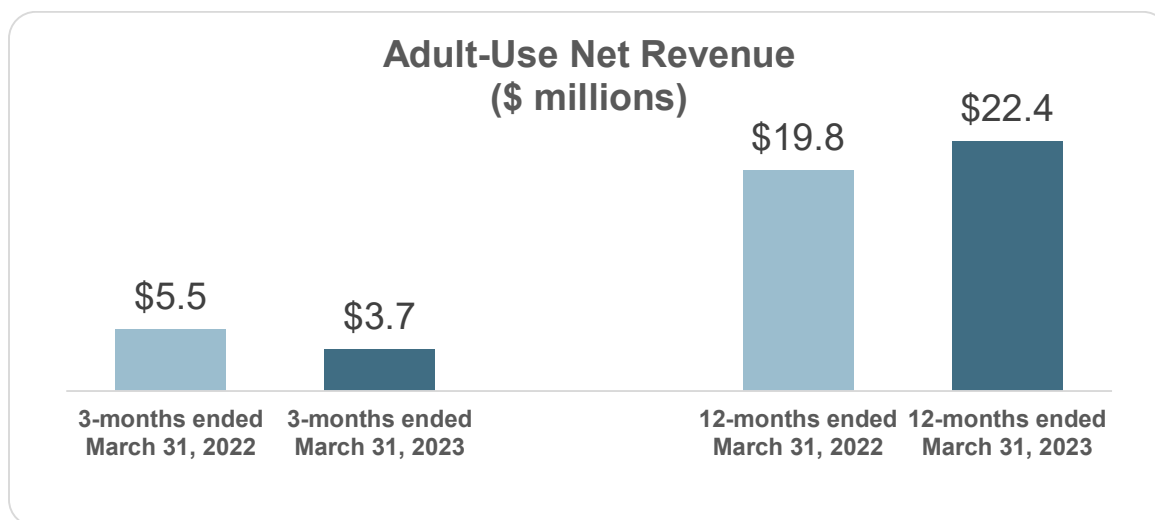 Adult-Use Net Revenue
($ millions)
$5.5
$3.7
$19.8
$22.4
3-months ended
March 31, 2022
3-months ended
March 31, 2023
12-months ended
March 31, 2022
12-months ended
March 31, 2023